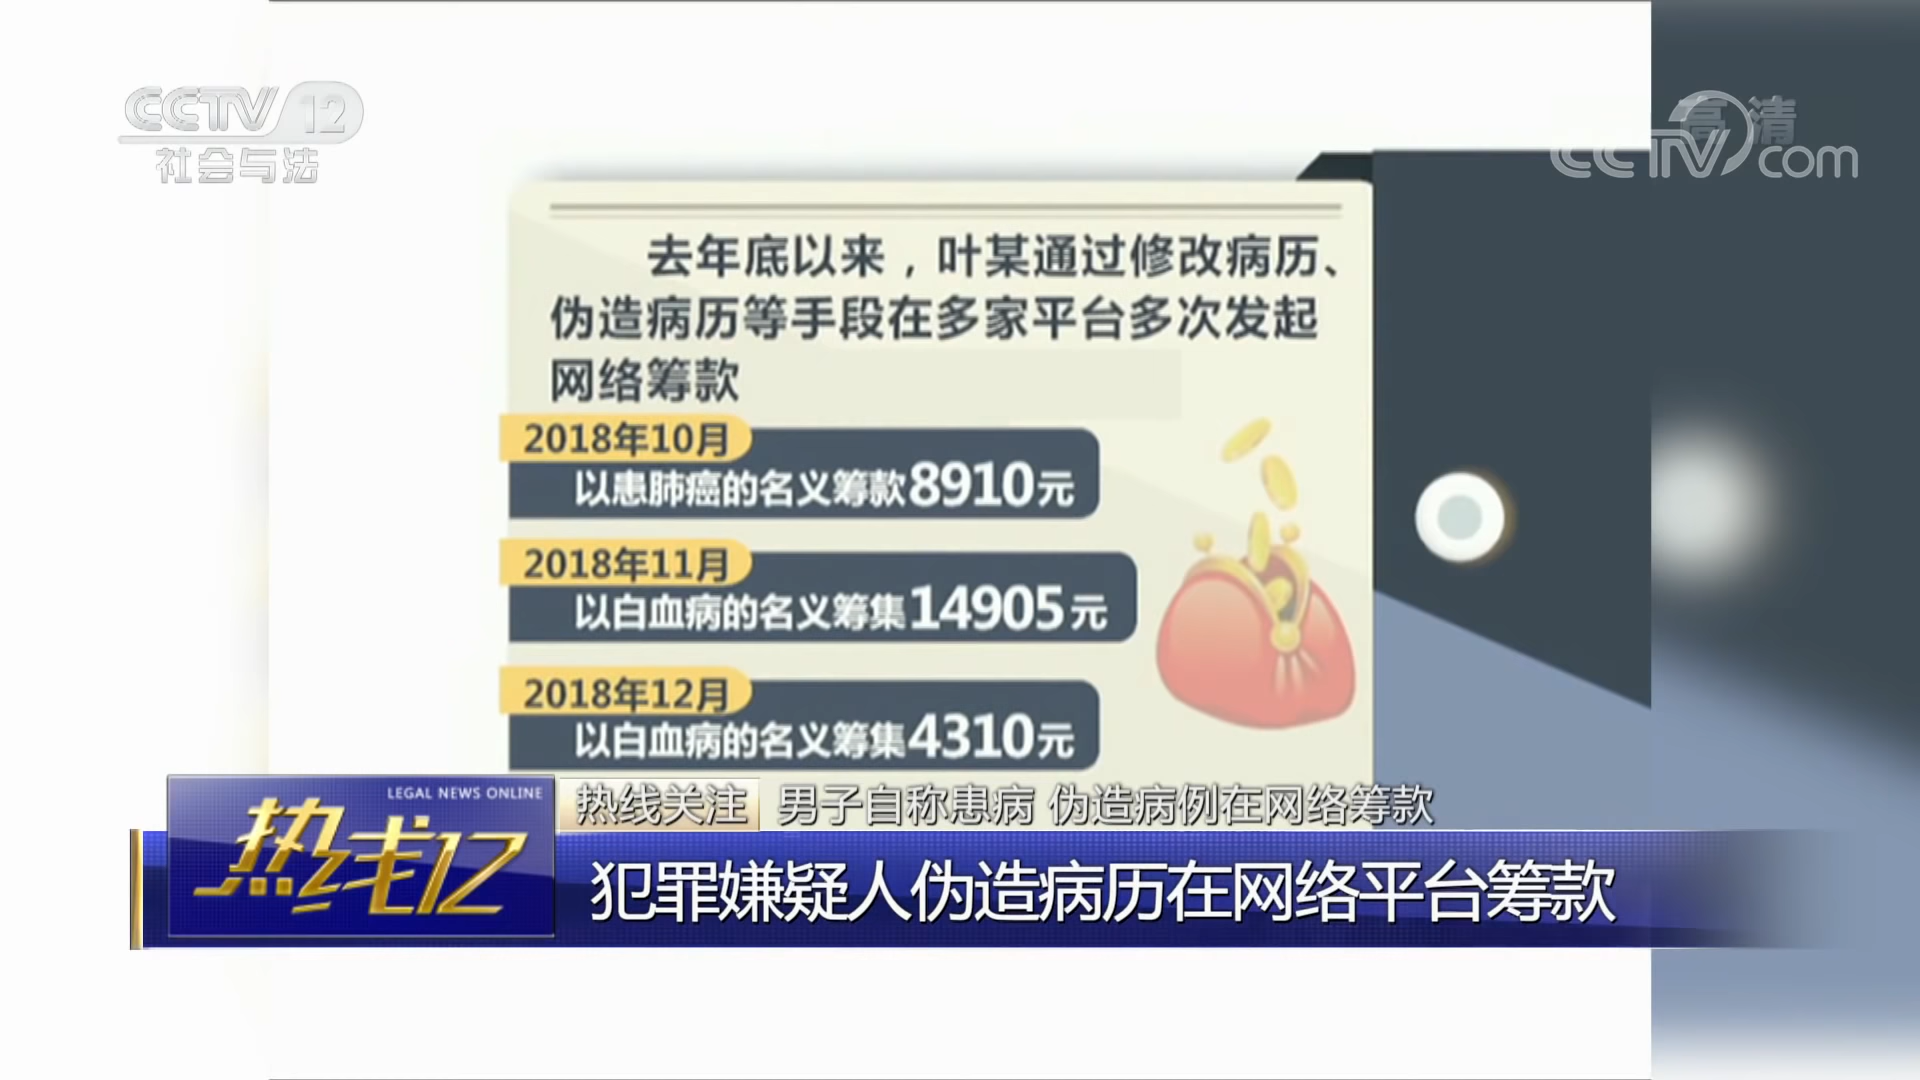 CCTV 12
社会与法
高清
CCTV com
去年底以来，叶某通过修改病历、
伪造病历等手段在多家平台多次发起
网络筹款
2018年10月
以患肺癌的名义筹款8910元
2018年11月
以白血病的名义筹集14905元
2018年12月
以白血病的名义筹集4310元
LEGAL NEWS ONLINE
热线12
热线关注 男子自称患病 伪造病例在网络筹款
犯罪嫌疑人伪造病历在网络平台筹款